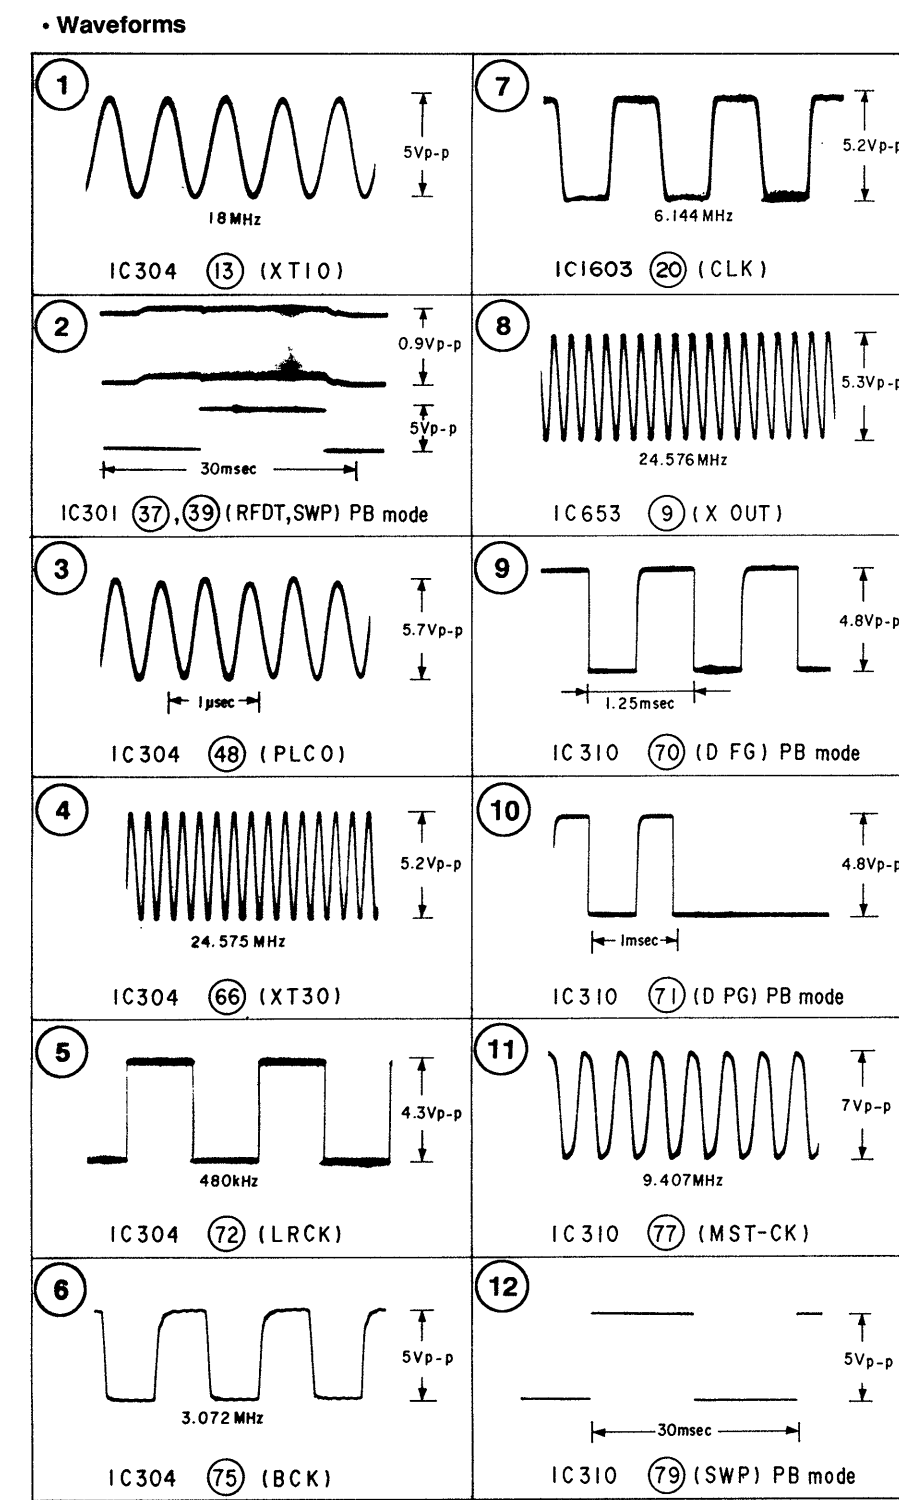 • Waveforms
1
5Vp-p
18MHz
IC304 13 (XTIO)
2
0.9Vp-p
5Vp-p
30msec
IC301 37, 39 (RFDT,SWP) PB mode
3
5.7Vp-p
1µsec
IC304 48 (PLCO)
4
5.2Vp-p
24.575MHz
IC304 66 (XT30)
5
4.3Vp-p
480kHz
IC304 72 (LRCK)
6
5Vp-p
3.072MHz
IC304 75 (BCK)
7
5.2Vp-p
6.144MHz
IC1603 20 (CLK)
8
5.3Vp-p
24.576MHz
IC653 9 (X OUT)
9
4.8Vp-p
1.25msec
IC310 70 (D FG) PB mode
10
4.8Vp-p
1msec
IC310 71 (D PG) PB mode
11
7Vp-p
9.407MHz
IC310 77 (MST-CK)
12
5Vp-p
30msec
IC310 79 (SWP) PB mode